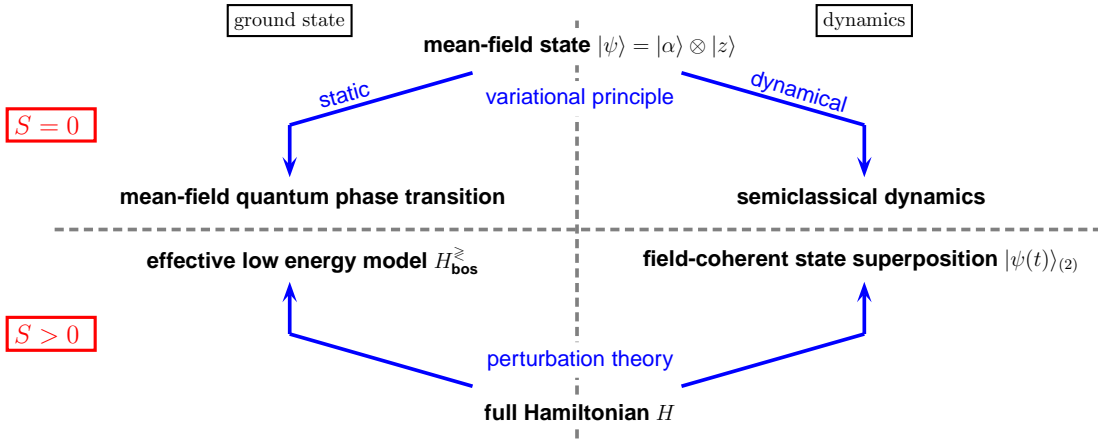 ground state
dynamics
mean-field state |ψ⟩ = |α⟩ ⊗ |z⟩
static
variational principle
dynamical
S = 0
mean-field quantum phase transition
semiclassical dynamics
effective low energy model H_bos^≷
field-coherent state superposition |ψ(t)⟩_(2)
S > 0
perturbation theory
full Hamiltonian H